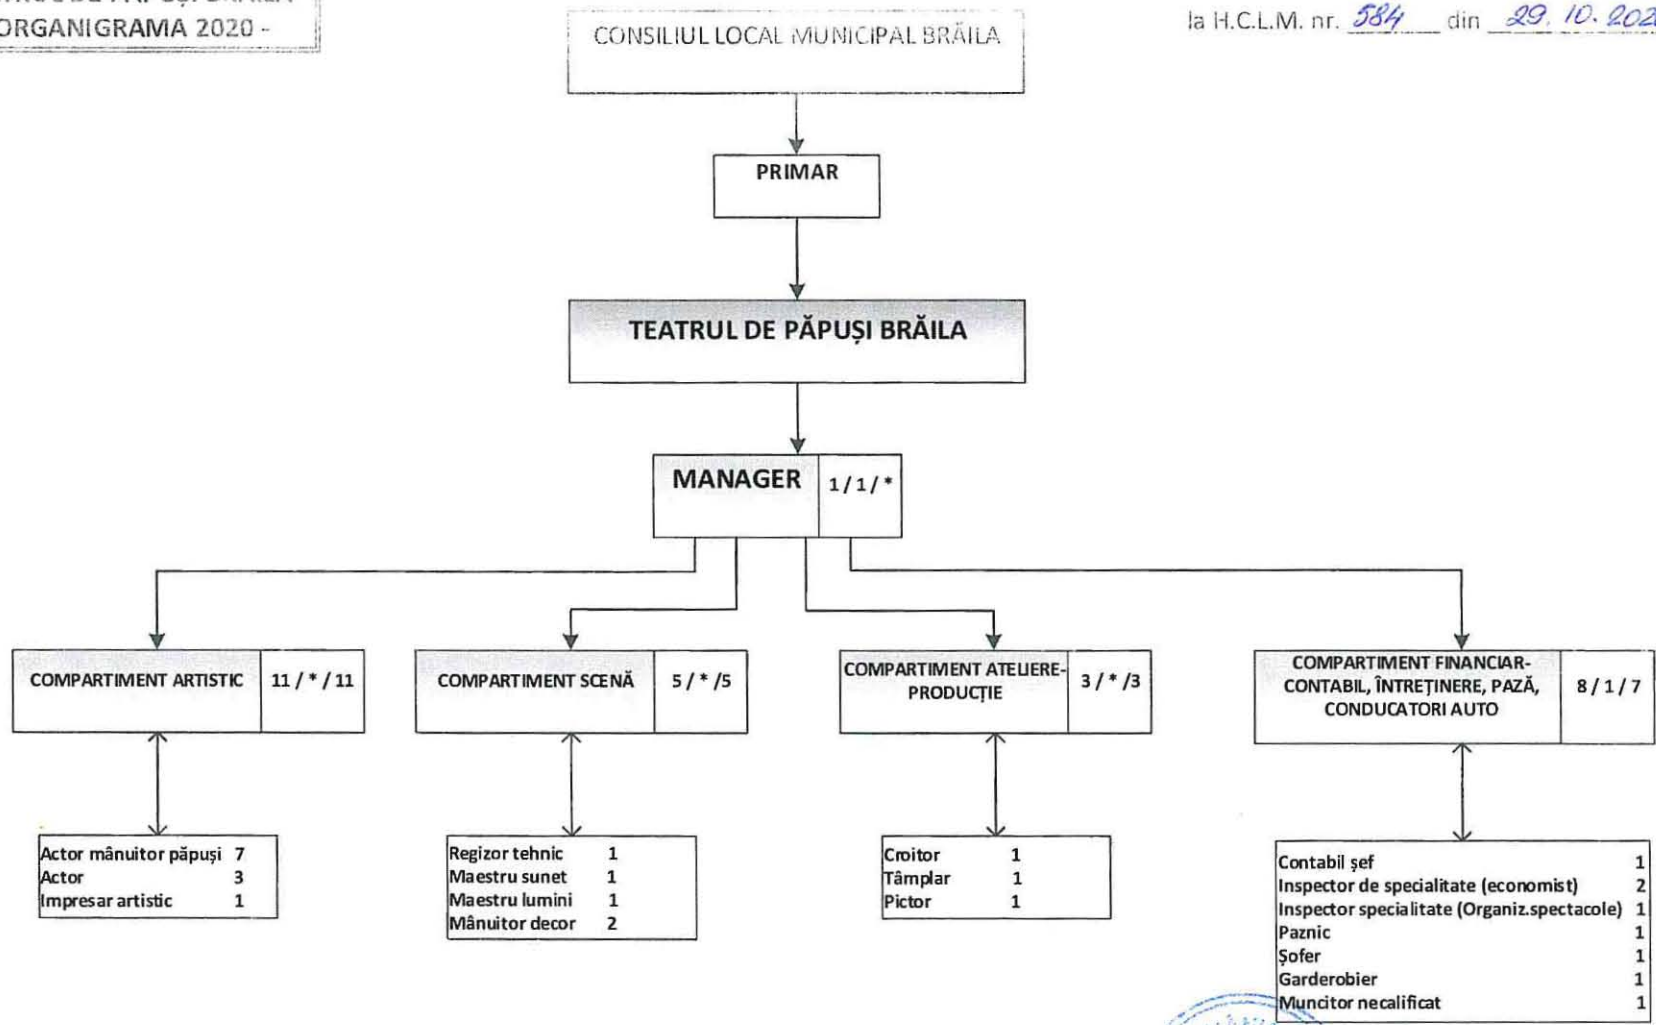 ORGANIGRAMA 2020 -
la H.C.L.M. nr. 584 din 29.10.202
CONSILIUL LOCAL MUNICIPAL BRĂILA
PRIMAR
TEATRUL DE PĂPUȘI BRĂILA
MANAGER 1 / 1 / *
COMPARTIMENT ARTISTIC 11 / * / 11
COMPARTIMENT SCENĂ 5 / * /5
COMPARTIMENT ATELIERE-
PRODUCȚIE 3 / * /3
COMPARTIMENT FINANCIAR-
CONTABIL, ÎNTREȚINERE, PAZĂ,
CONDUCATORI AUTO 8 / 1 / 7
Actor mânuitor păpuși 7
Actor 3
Impresar artistic 1
Regizor tehnic 1
Maestru sunet 1
Maestru lumini 1
Mânuitor decor 2
Croitor 1
Tâmplar 1
Pictor 1
Contabil șef 1
Inspector de specialitate (economist) 2
Inspector specialitate (Organiz.spectacole) 1
Paznic 1
Șofer 1
Garderobier 1
Muncitor necalificat 1